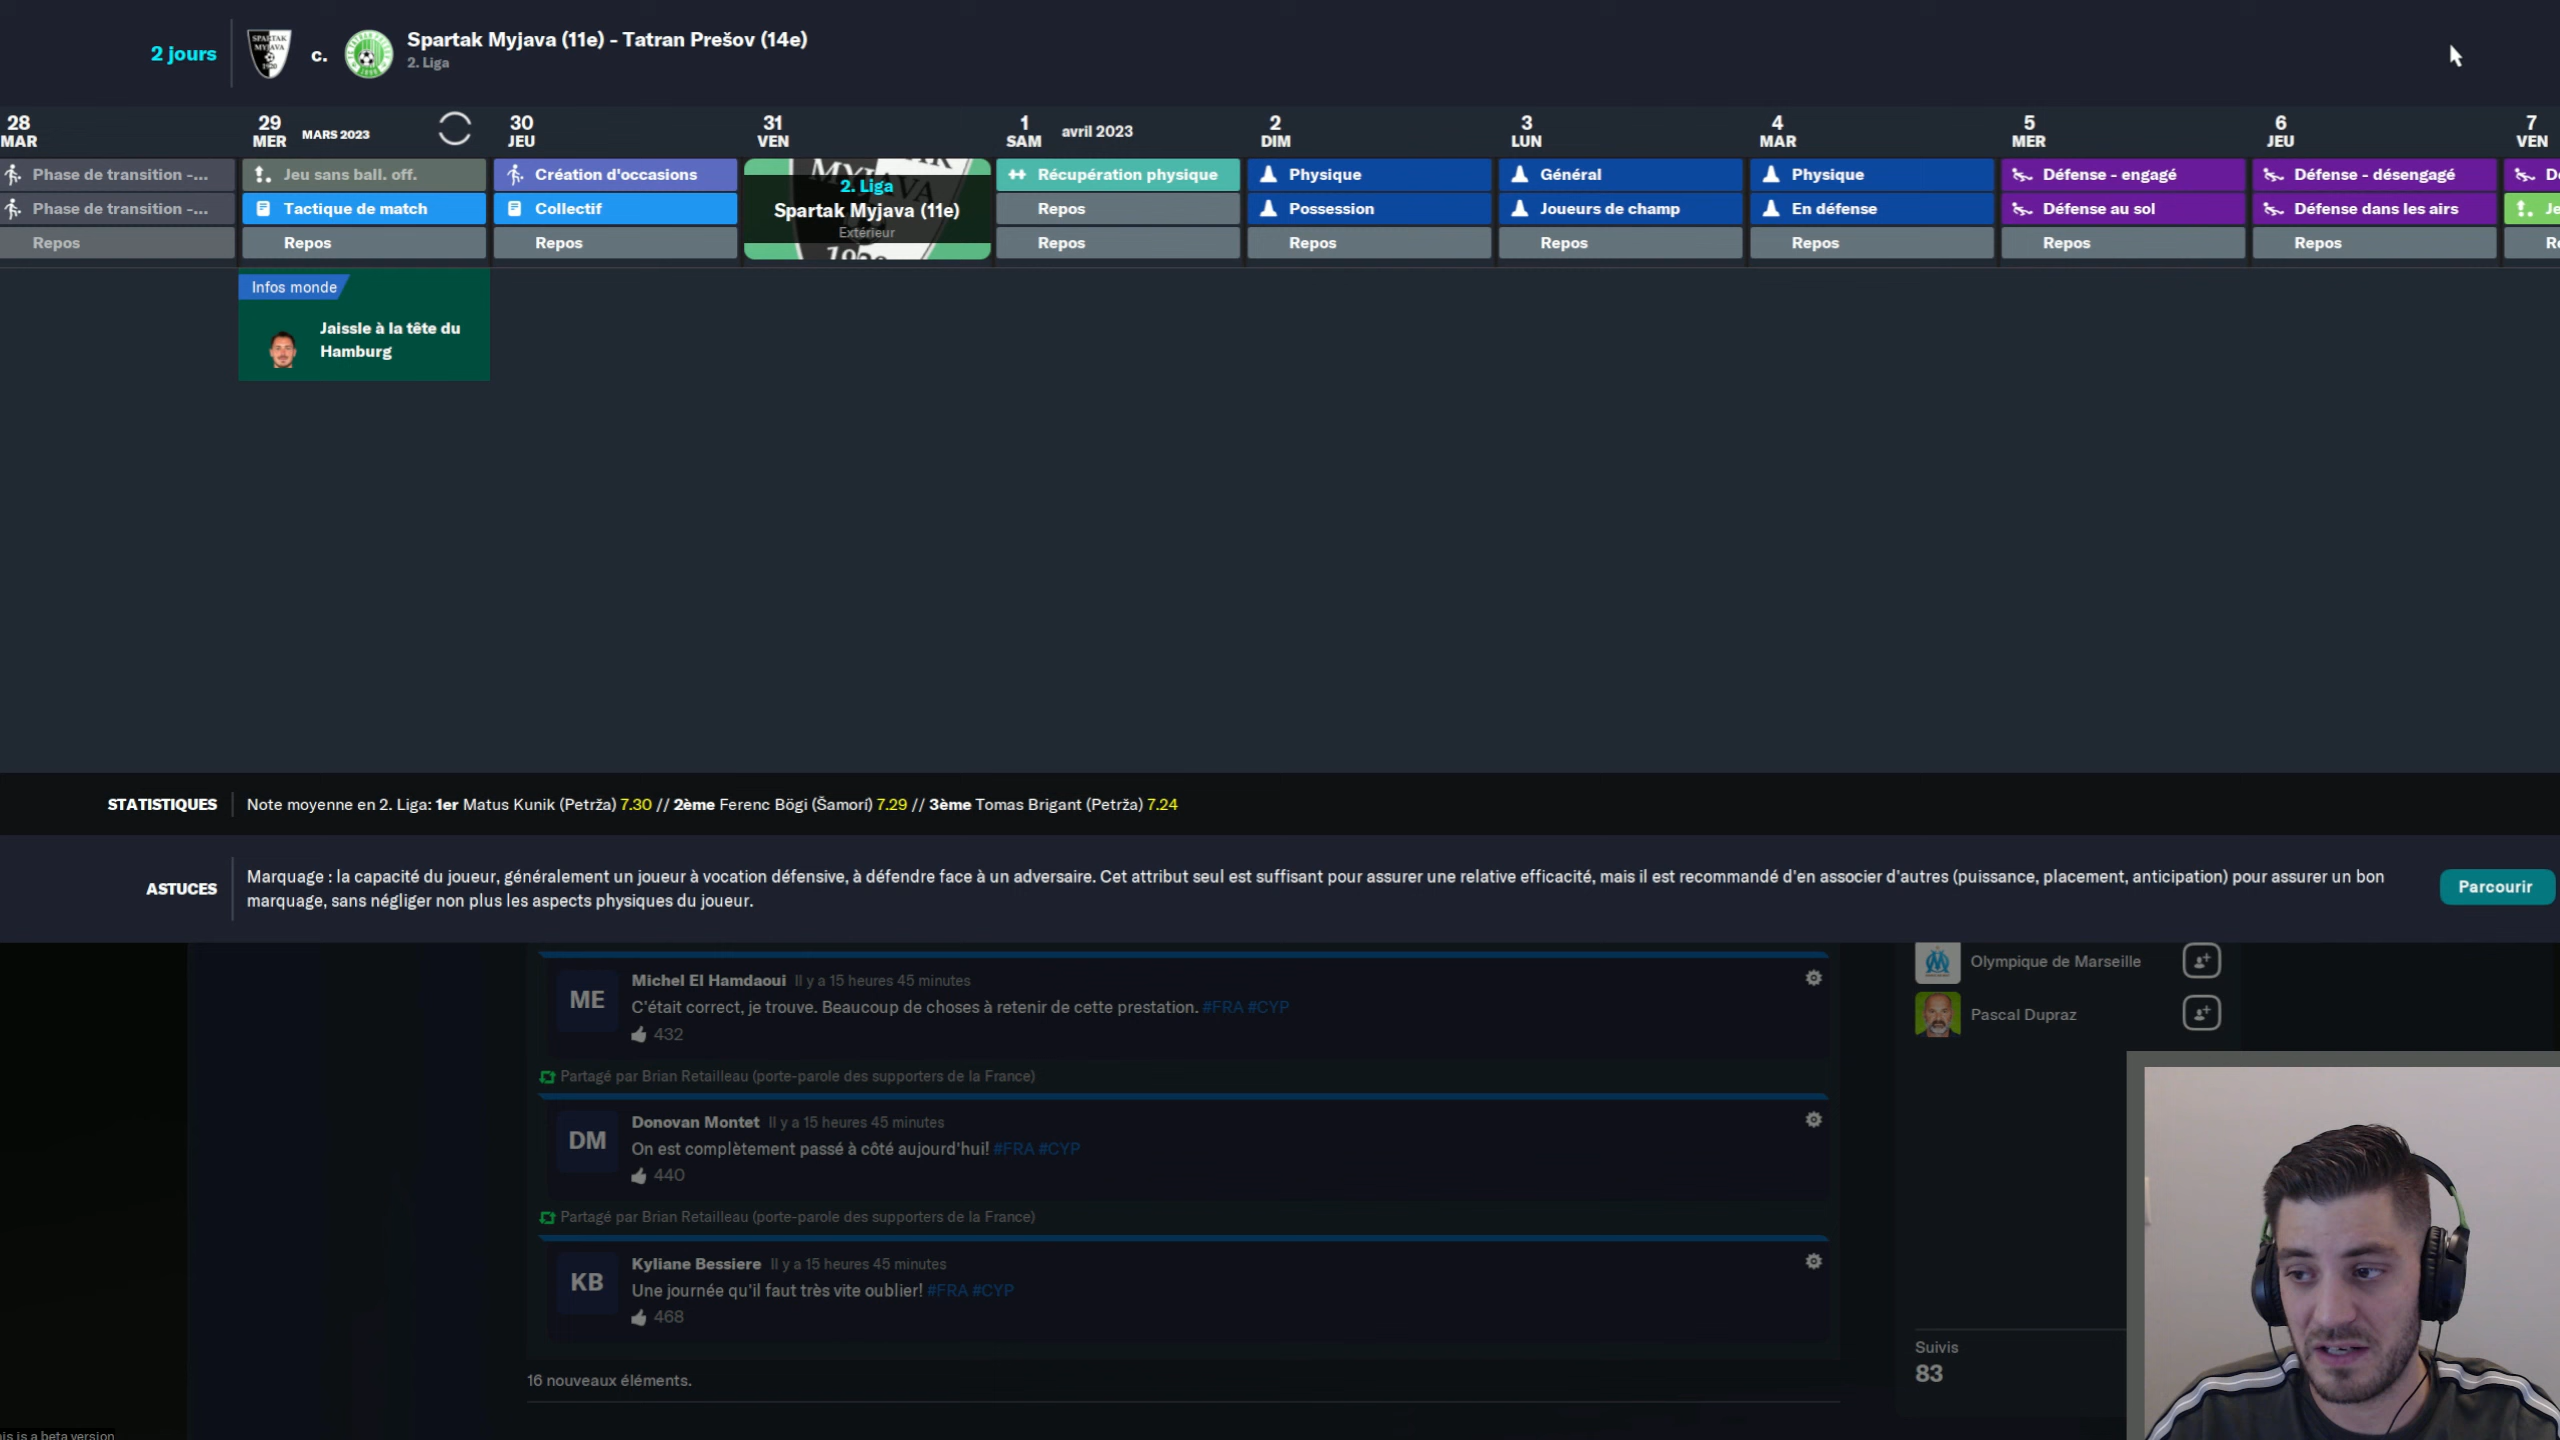 2 jours
c.
Spartak Myjava (11e) - Tatran Prešov (14e)
2. Liga
28
MAR
29
MER MARS 2023
30
JEU
31
VEN
1
SAM avril 2023
2
DIM
3
LUN
4
MAR
5
MER
6
JEU
7
VEN
Phase de transition -...
Phase de transition -...
Repos
Jeu sans ball. off.
Tactique de match
Repos
Création d'occasions
Collectif
Repos
2. Liga
Spartak Myjava (11e)
Extérieur
Récupération physique
Repos
Repos
Physique
Possession
Repos
Général
Joueurs de champ
Repos
Physique
En défense
Repos
Défense - engagé
Défense au sol
Repos
Défense - désengagé
Défense dans les airs
Repos
Infos monde
Jaissle à la tête du
Hamburg
STATISTIQUES
Note moyenne en 2. Liga: 1er Matus Kunik (Petrža) 7.30 // 2ème Ferenc Bögi (Šamorí) 7.29 // 3ème Tomas Brigant (Petrža) 7.24
ASTUCES
Marquage : la capacité du joueur, généralement un joueur à vocation défensive, à défendre face à un adversaire. Cet attribut seul est suffisant pour assurer une relative efficacité, mais il est recommandé d'en associer d'autres (puissance, placement, anticipation) pour assurer un bon
marquage, sans négliger non plus les aspects physiques du joueur.
Parcourir
ME
Michel El Hamdaoui Il y a 15 heures 45 minutes
C'était correct, je trouve. Beaucoup de choses à retenir de cette prestation. #FRA #CYP
432
Partagé par Brian Retailleau (porte-parole des supporters de la France)
DM
Donovan Montet Il y a 15 heures 45 minutes
On est complètement passé à côté aujourd'hui! #FRA #CYP
440
Partagé par Brian Retailleau (porte-parole des supporters de la France)
KB
Kyliane Bessiere Il y a 15 heures 45 minutes
Une journée qu'il faut très vite oublier! #FRA #CYP
468
16 nouveaux éléments.
Olympique de Marseille
Pascal Dupraz
Suivis
83
is a beta version